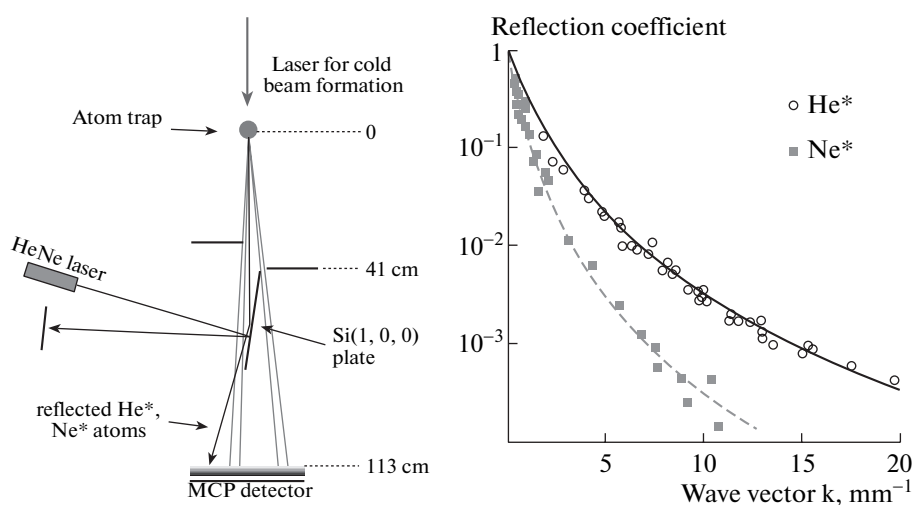 Laser for cold
beam formation
Atom trap
0
HeNe laser
41 cm
Si(1, 0, 0)
plate
reflected He*,
Ne* atoms
113 cm
MCP detector
Reflection coefficient
1
He*
Ne*
10⁻¹
10⁻²
10⁻³
5
10
15
20
Wave vector k, mm⁻¹